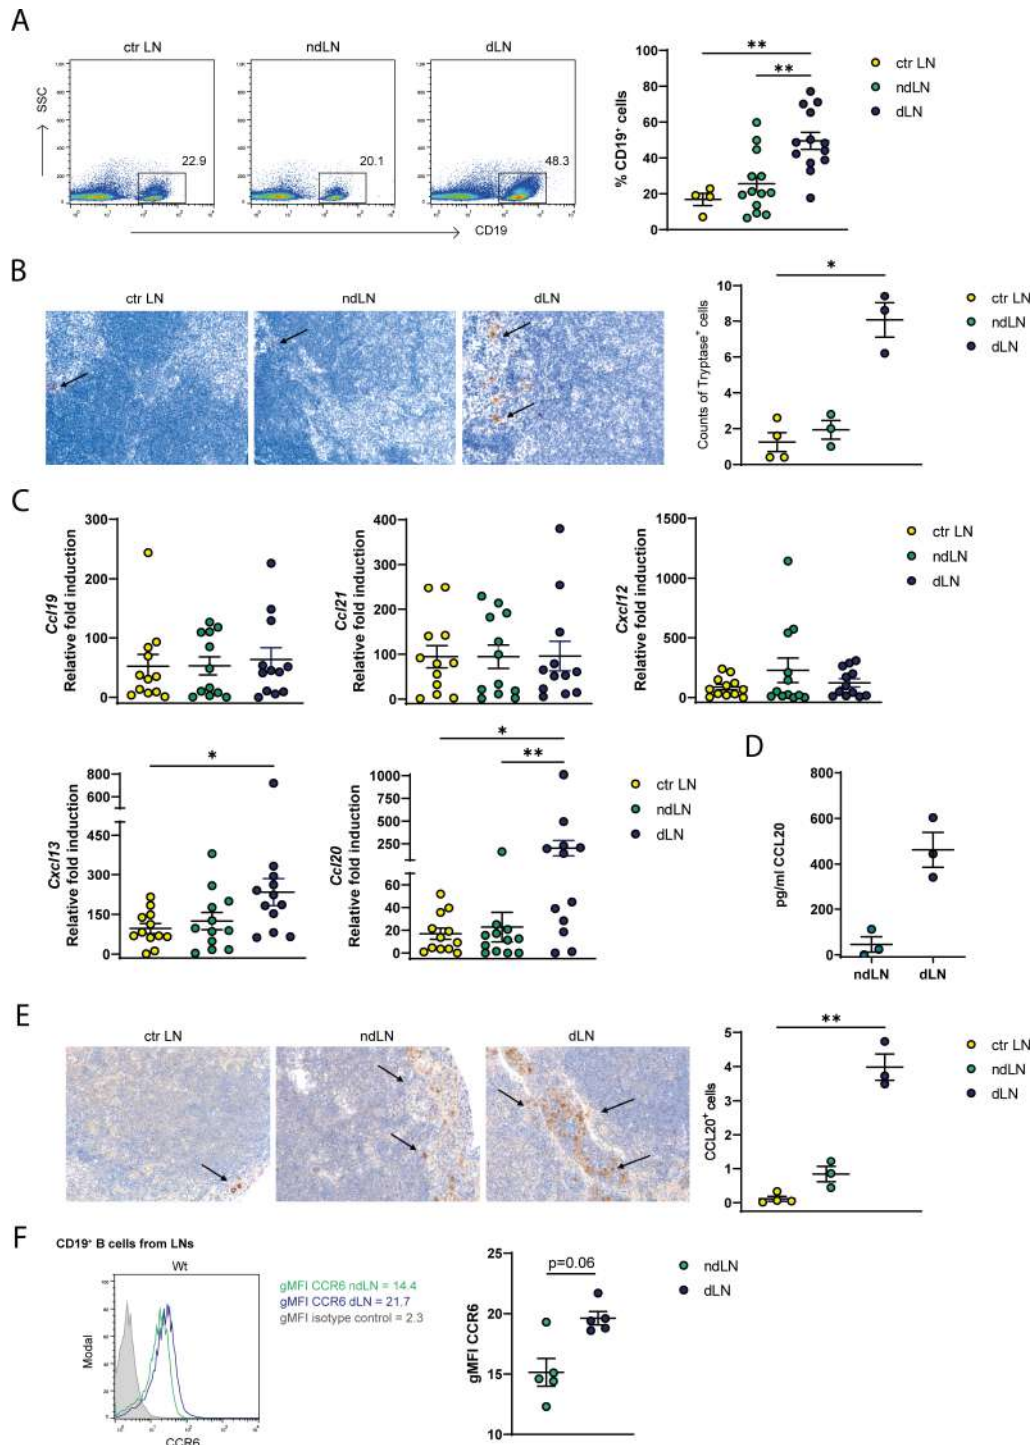 A
ctr LN
ndLN
dLN
SSC
22.9
20.1
48.3
CD19
% CD19⁺ cells
100
80
60
40
20
0
**
**
ctr LN
ndLN
dLN
B
ctr LN
ndLN
dLN
Counts of Tryptase⁺ cells
10
8
6
4
2
0
*
ctr LN
ndLN
dLN
C
Ccl19
Relative fold induction
300
200
100
0
Ccl21
Relative fold induction
400
300
200
100
0
Cxcl12
Relative fold induction
1500
1000
500
0
ctr LN
ndLN
dLN
Cxcl13
Relative fold induction
800
600
450
300
150
0
*
Ccl20
Relative fold induction
1000
750
500
250
60
40
20
0
*
**
ctr LN
ndLN
dLN
D
pg/ml CCL20
800
600
400
200
0
ndLN
dLN
E
ctr LN
ndLN
dLN
CCL20⁺ cells
5
4
3
2
1
0
**
ctr LN
ndLN
dLN
F
CD19⁺ B cells from LNs
Wt
Modal
CCR6
gMFI CCR6 ndLN = 14.4
gMFI CCR6 dLN = 21.7
gMFI isotype control = 2.3
gMFI CCR6
25
20
15
10
p=0.06
ndLN
dLN